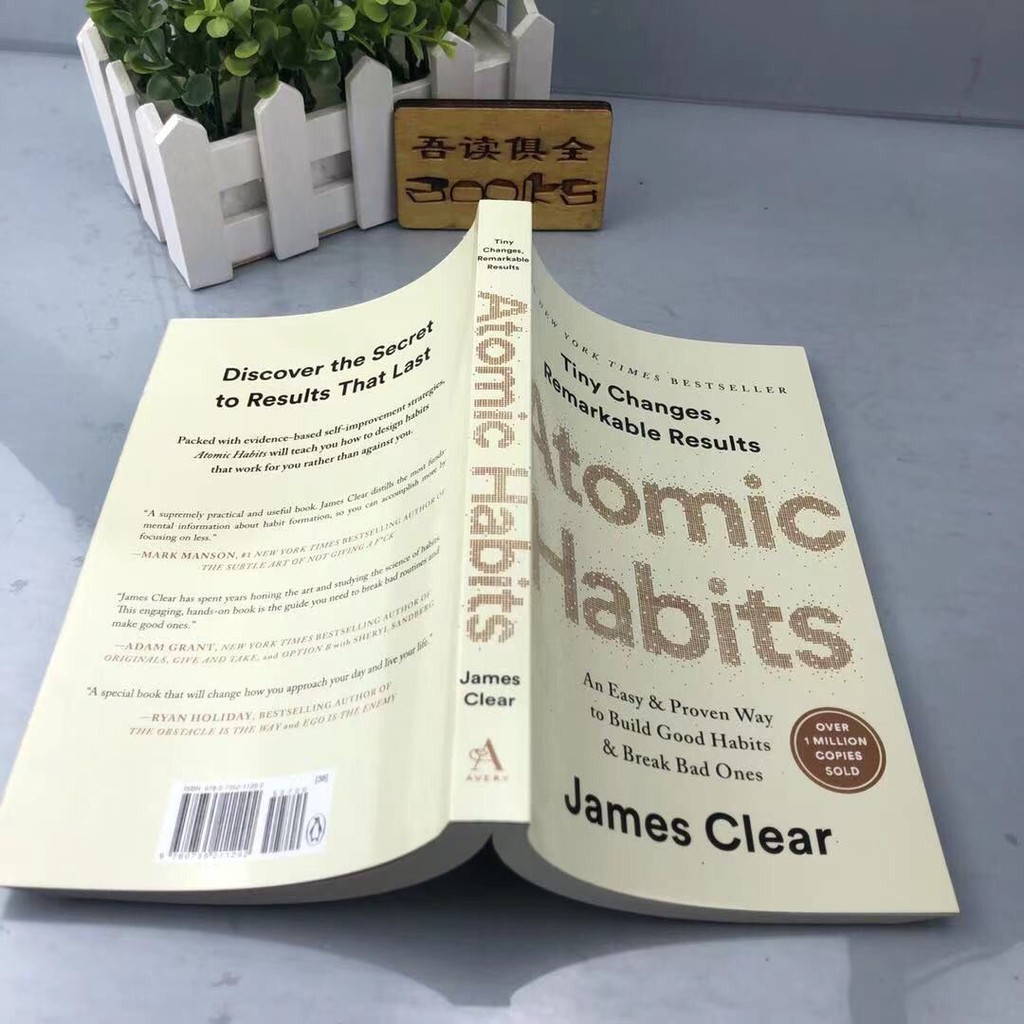 吾读俱全
Books
Tiny
Changes,
Remarkable
Results
Atomic Habits
James
Clear
AVERY
Discover the Secret
to Results That Last
Packed with evidence-based self-improvement strategies,
Atomic Habits will teach you how to design habits
that work for you rather than against you.
"A supremely practical and useful book. James Clear distills the most funda-
mental information about habit formation, so you can accomplish more by
focusing on less."
—MARK MANSON, #1 NEW YORK TIMES BESTSELLING AUTHOR OF
THE SUBTLE ART OF NOT GIVING A F*CK
"James Clear has spent years honing the art and studying the science of habits.
This engaging, hands-on book is the guide you need to break bad routines and
make good ones."
—ADAM GRANT, NEW YORK TIMES BESTSELLING AUTHOR OF
ORIGINALS, GIVE AND TAKE, and OPTION B with SHERYL SANDBERG
"A special book that will change how you approach your day and live your life."
—RYAN HOLIDAY, BESTSELLING AUTHOR OF
THE OBSTACLE IS THE WAY and EGO IS THE ENEMY
NEW YORK TIMES BESTSELLER
Tiny Changes,
Remarkable Results
Atomic
Habits
An Easy & Proven Way
to Build Good Habits
& Break Bad Ones
OVER
1 MILLION
COPIES
SOLD
James Clear